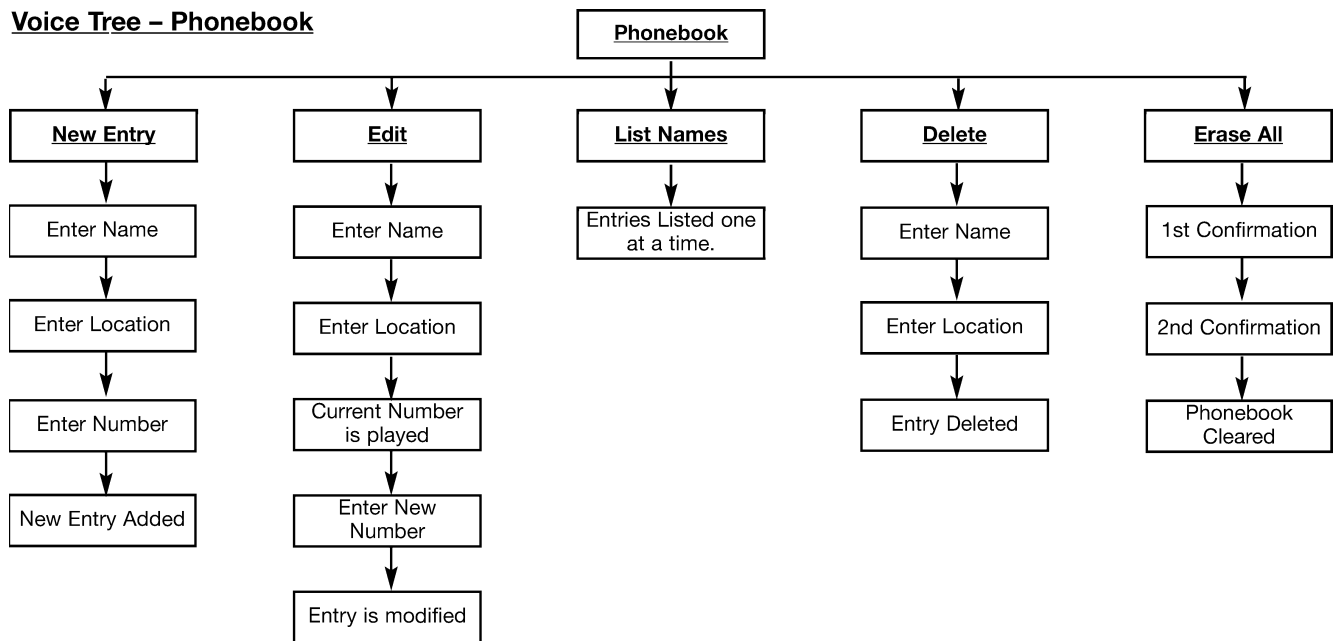 Voice Tree – Phonebook
Phonebook
New Entry
Edit
List Names
Delete
Erase All
Enter Name
Enter Name
Entries Listed one
at a time.
Enter Name
1st Confirmation
Enter Location
Enter Location
Enter Location
2nd Confirmation
Enter Number
Current Number
is played
Entry Deleted
Phonebook
Cleared
New Entry Added
Enter New
Number
Entry is modified